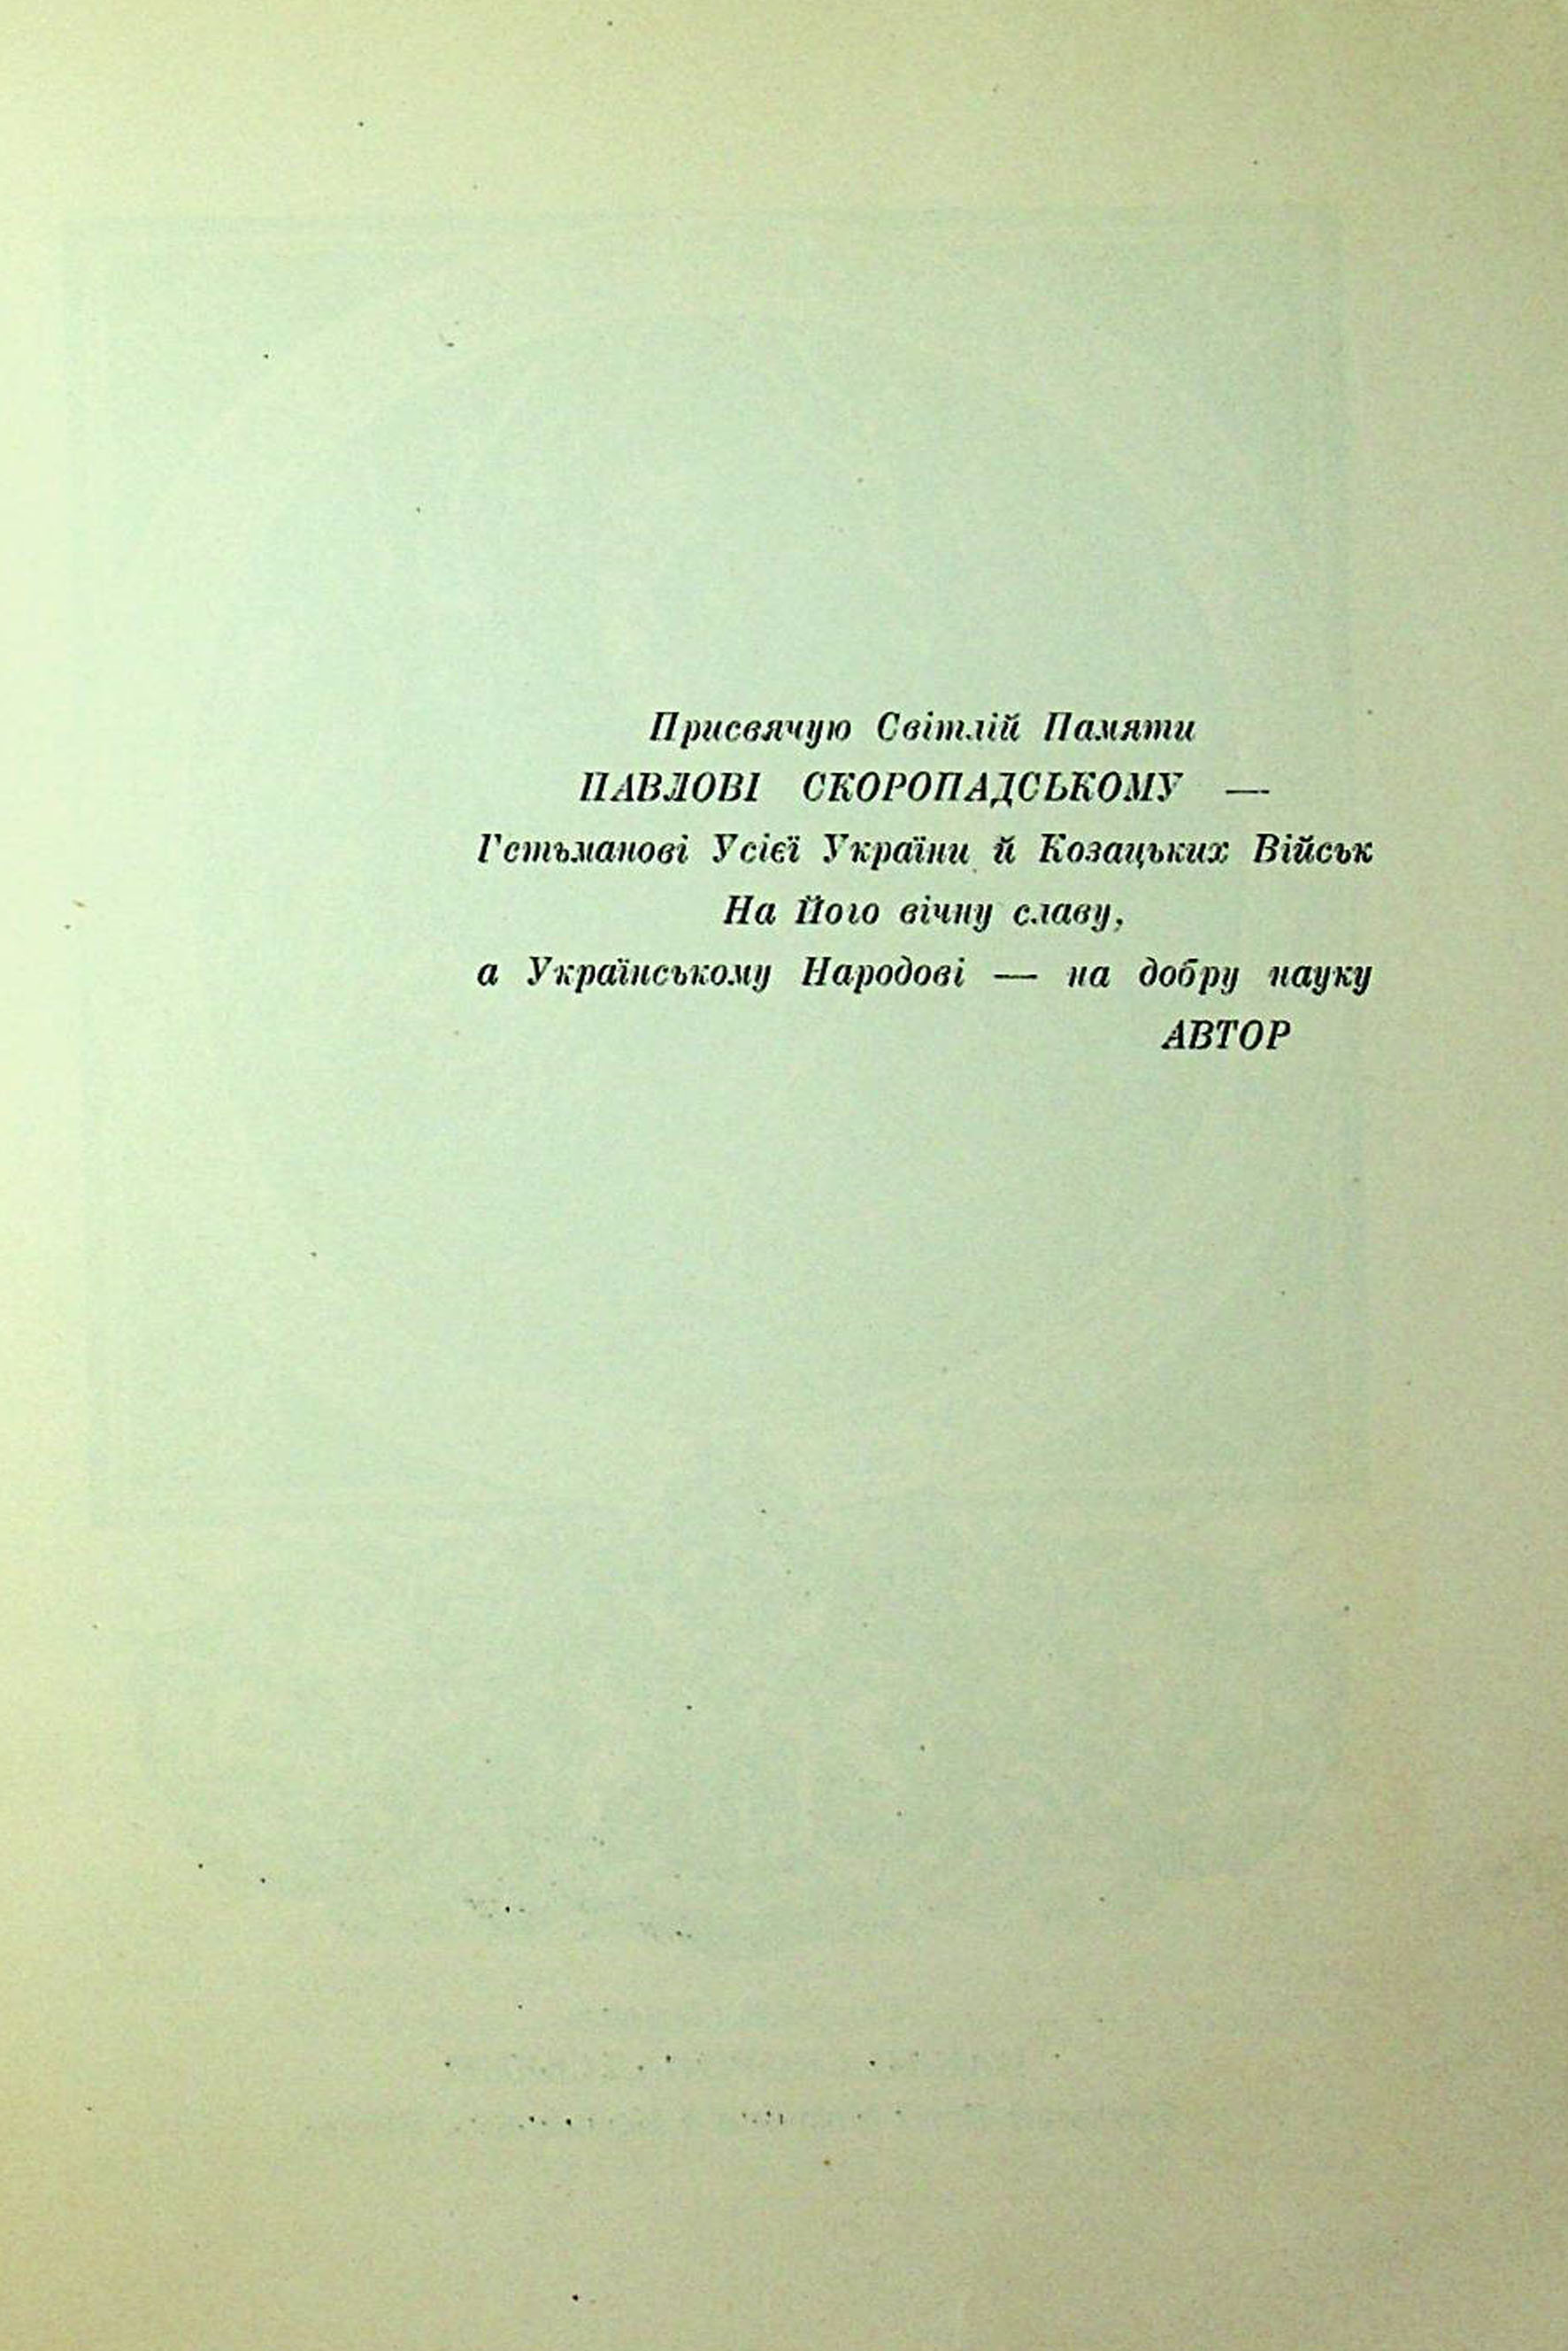 Присвячую Світлій Памяти
ПАВЛОВІ СКОРОПАДСЬКОМУ —
Гетьманові Усієї України й Козацьких Військ
На Його вічну славу,
а Українському Народові — на добру науку
АВТОР